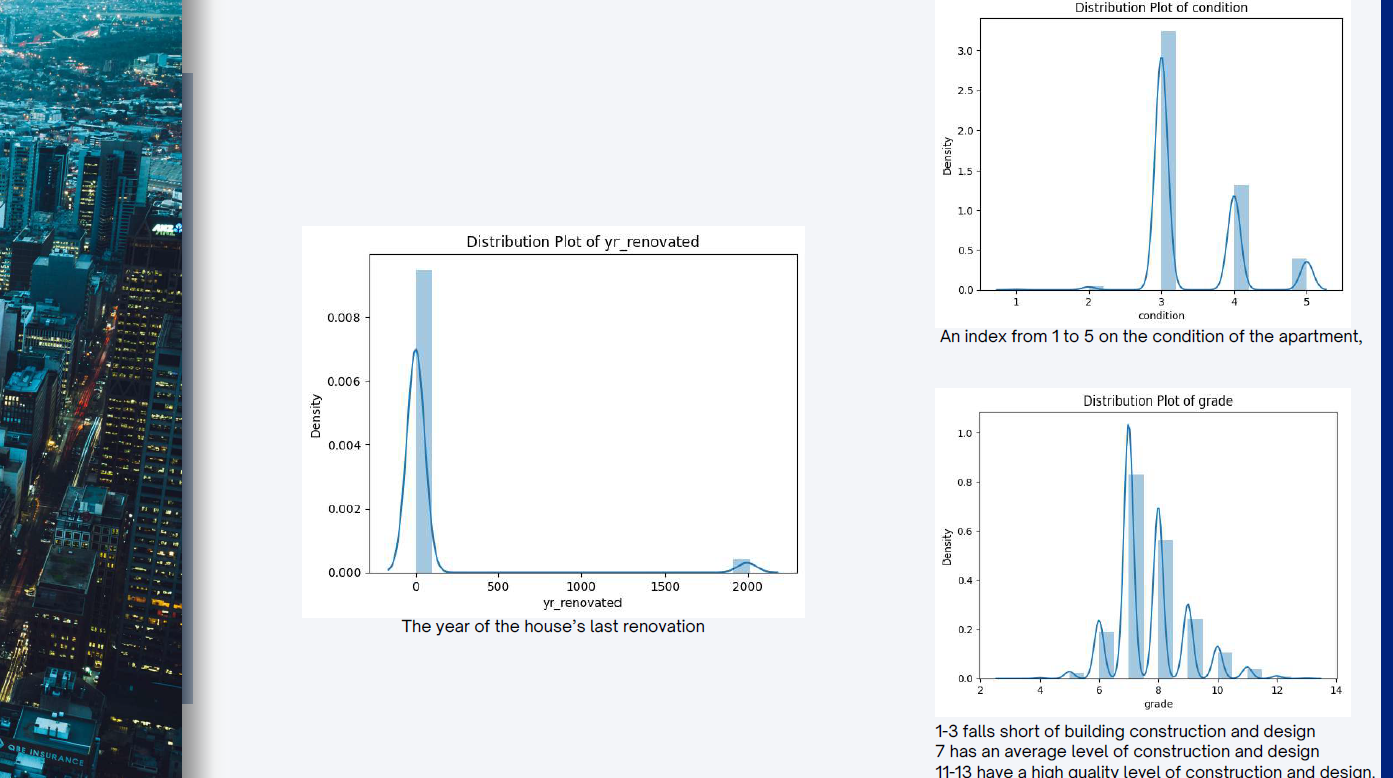 Distribution Plot of condition
Density
3.0
2.5
2.0
1.5
1.0
0.5
0.0
1 2 3 4 5
condition
An index from 1 to 5 on the condition of the apartment,
Distribution Plot of yr_renovated
Density
0.008
0.006
0.004
0.002
0.000
0 500 1000 1500 2000
yr_renovated
The year of the house's last renovation
Distribution Plot of grade
Density
1.0
0.8
0.6
0.4
0.2
0.0
2 4 6 8 10 12 14
grade
1-3 falls short of building construction and design
7 has an average level of construction and design
11-13 have a high quality level of construction and design.
ANZ
QBE INSURANCE